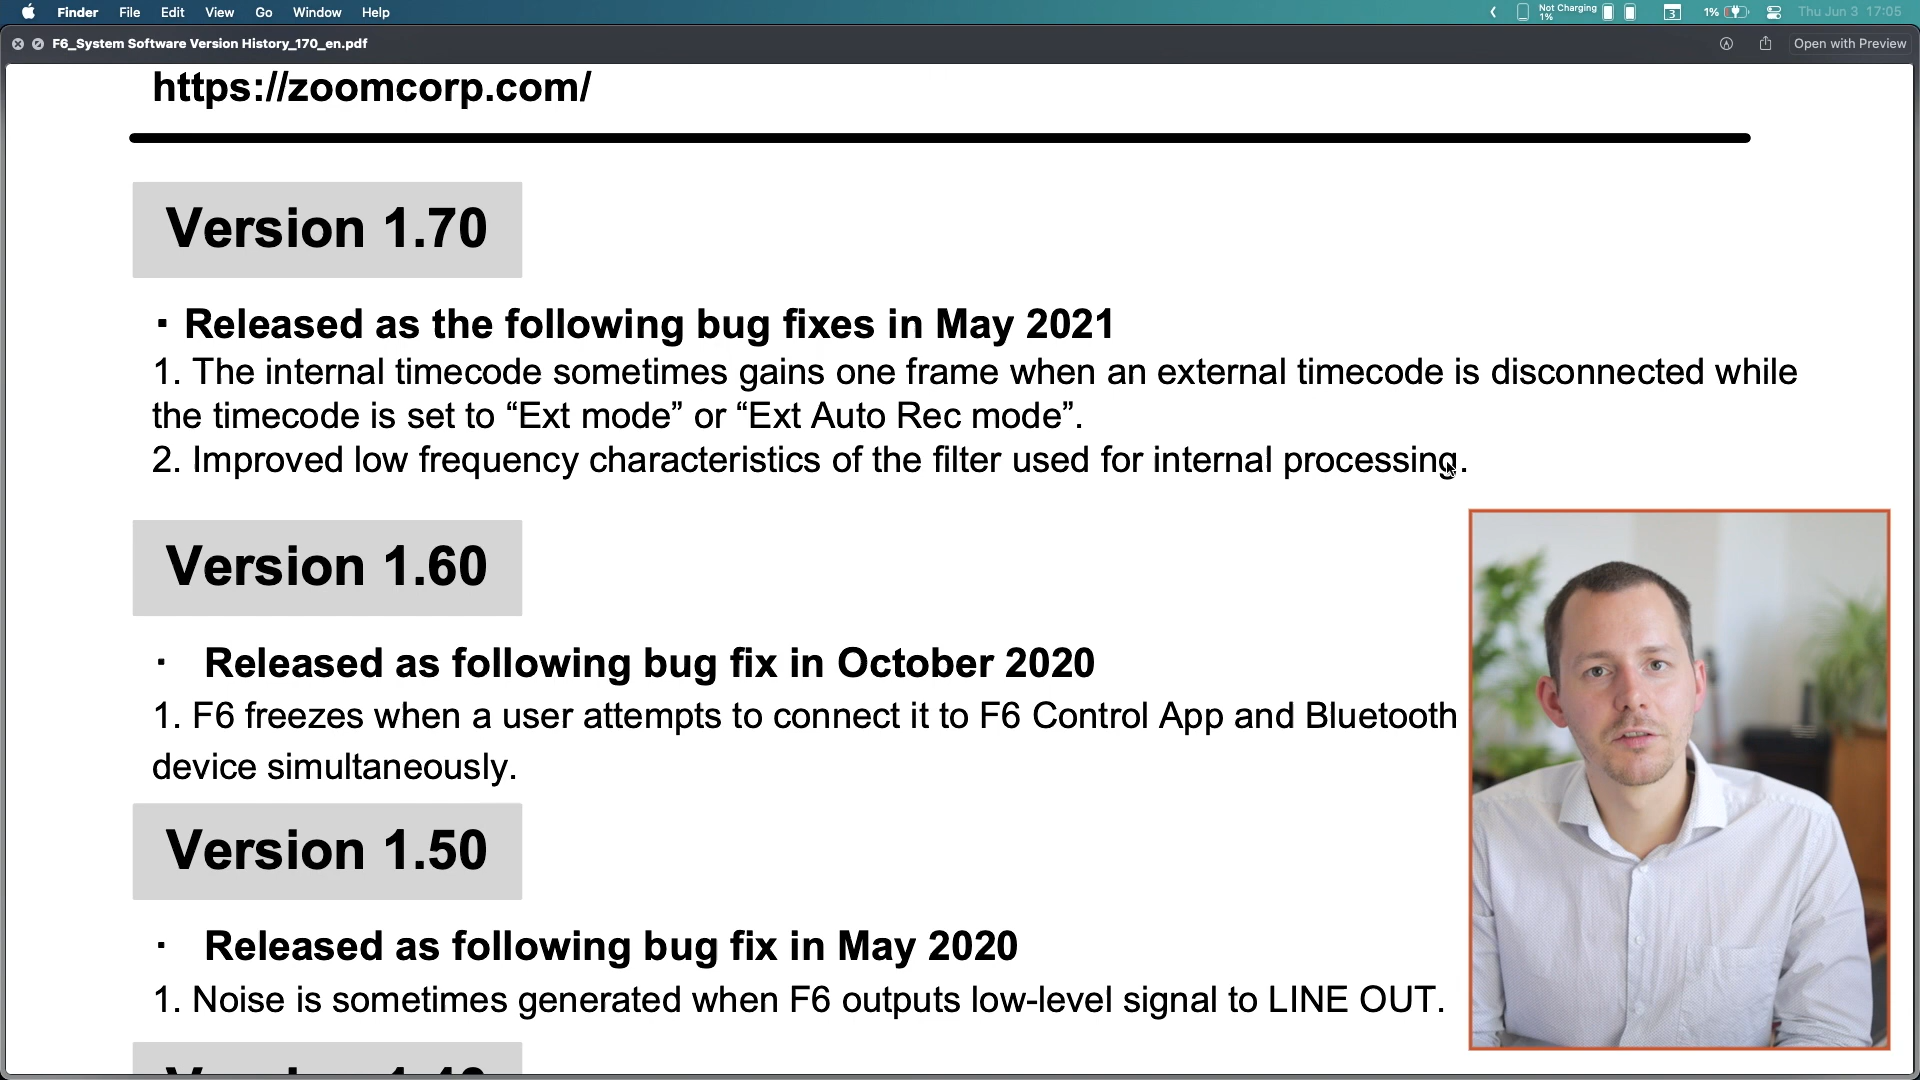 Finder File Edit View Go Window Help Not Charging 1% 3 1% Thu Jun 3 17:05
F6_System Software Version History_170_en.pdf Open with Preview
https://zoomcorp.com/
Version 1.70
· Released as the following bug fixes in May 2021
1. The internal timecode sometimes gains one frame when an external timecode is disconnected while
the timecode is set to “Ext mode” or “Ext Auto Rec mode”.
2. Improved low frequency characteristics of the filter used for internal processing.
Version 1.60
· Released as following bug fix in October 2020
1. F6 freezes when a user attempts to connect it to F6 Control App and Bluetooth
device simultaneously.
Version 1.50
· Released as following bug fix in May 2020
1. Noise is sometimes generated when F6 outputs low-level signal to LINE OUT.